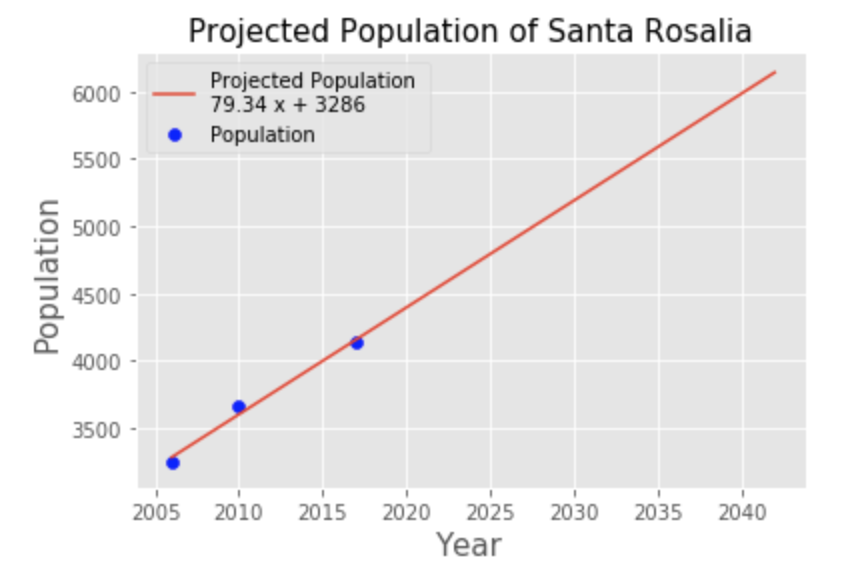 Projected Population of Santa Rosalia
Projected Population
79.34 x + 3286
Population
6000
5500
5000
4500
4000
3500
Population
2005 2010 2015 2020 2025 2030 2035 2040
Year